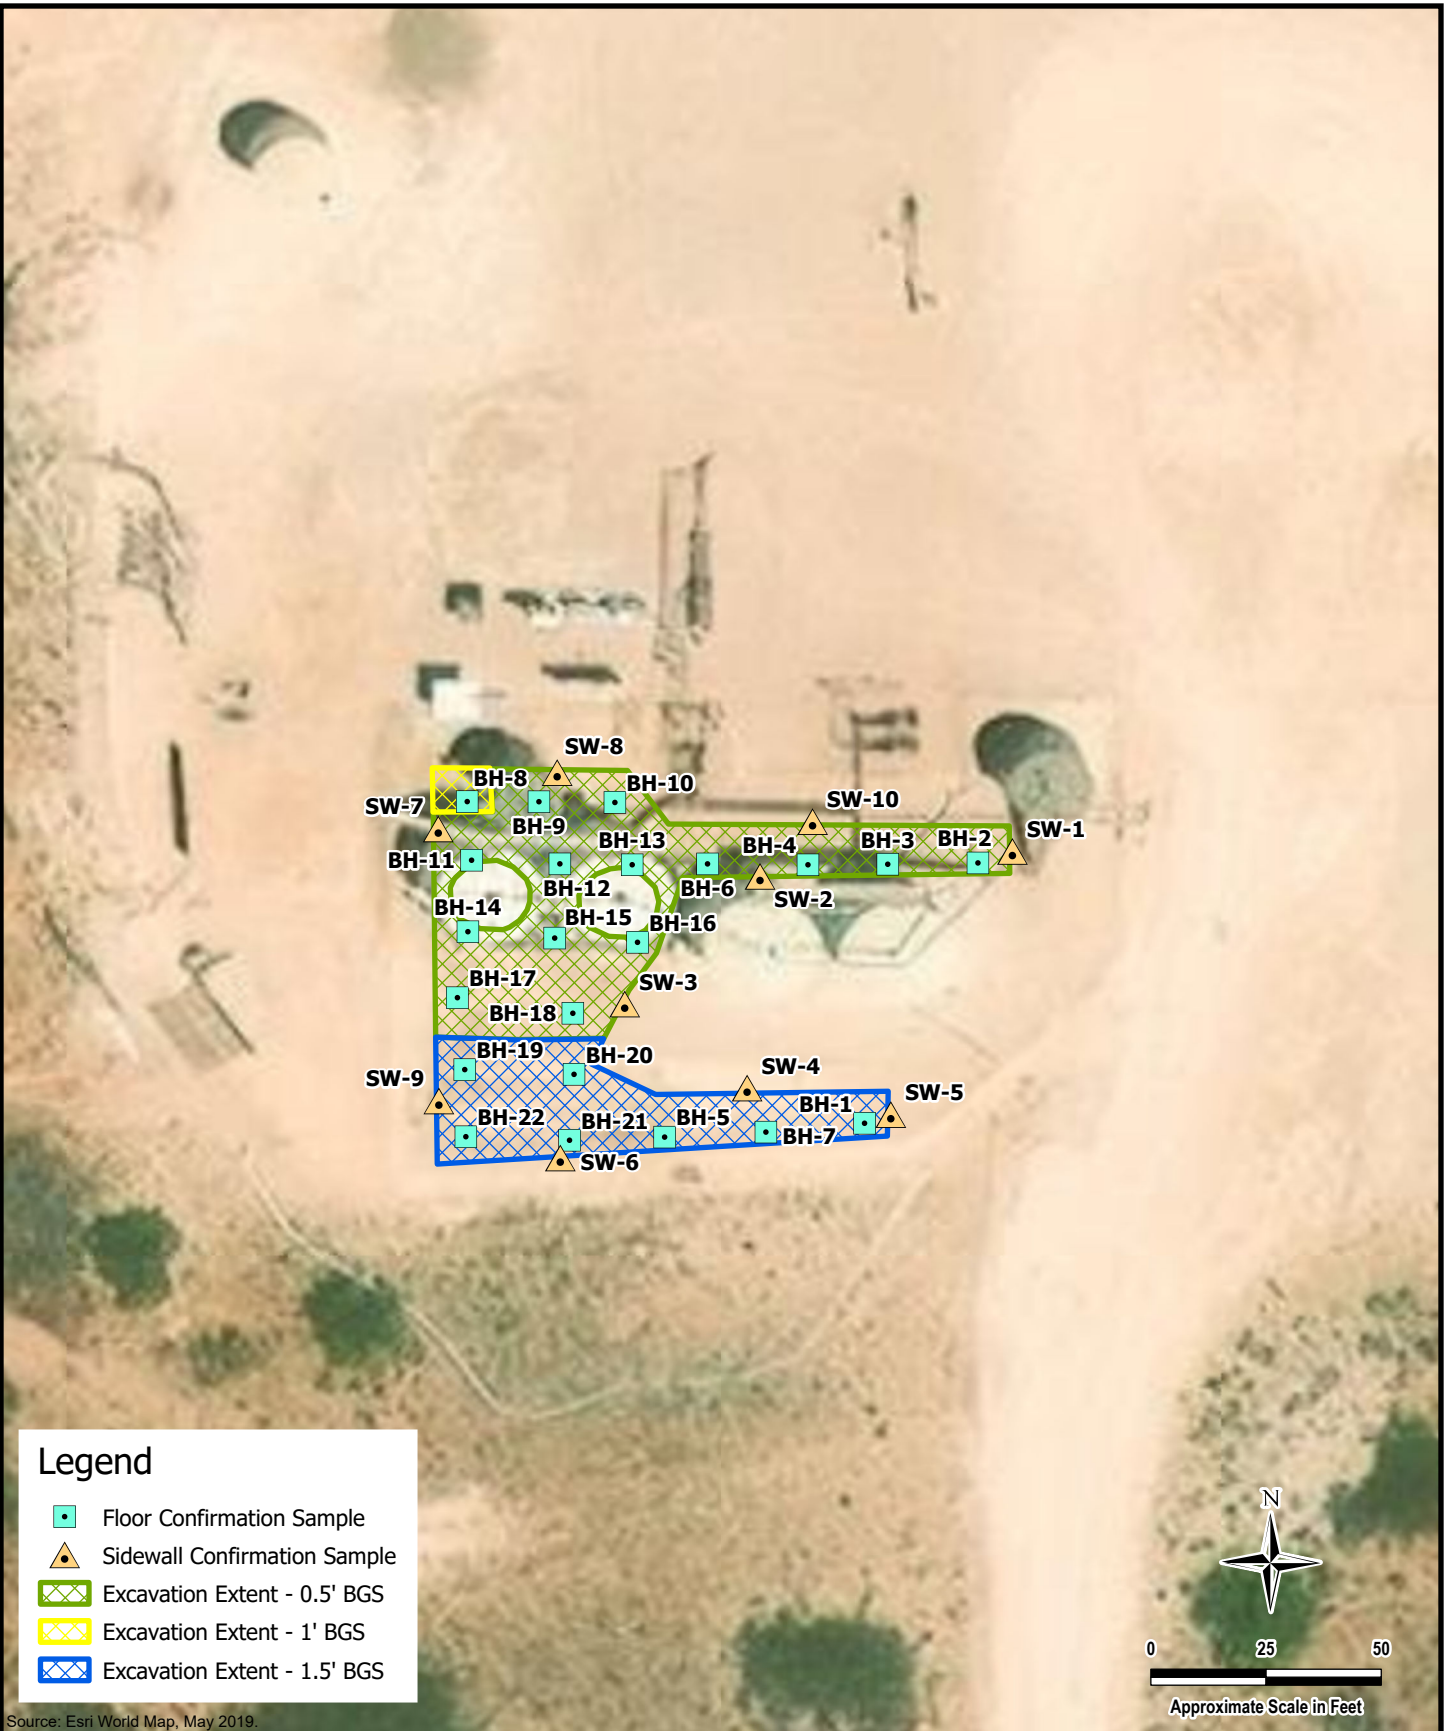 SW-8
BH-8
BH-10
SW-7
SW-10
BH-9
SW-1
BH-13
BH-4
BH-3
BH-2
BH-11
BH-12
BH-6
SW-2
BH-14
BH-15
BH-16
BH-17
SW-3
BH-18
BH-19
BH-20
SW-9
SW-4
SW-5
BH-22
BH-21
BH-5
BH-1
BH-7
SW-6
Legend
Floor Confirmation Sample
Sidewall Confirmation Sample
Excavation Extent - 0.5' BGS
Excavation Extent - 1' BGS
Excavation Extent - 1.5' BGS
N
0 25 50
Approximate Scale in Feet
Source: Esri World Map, May 2019.